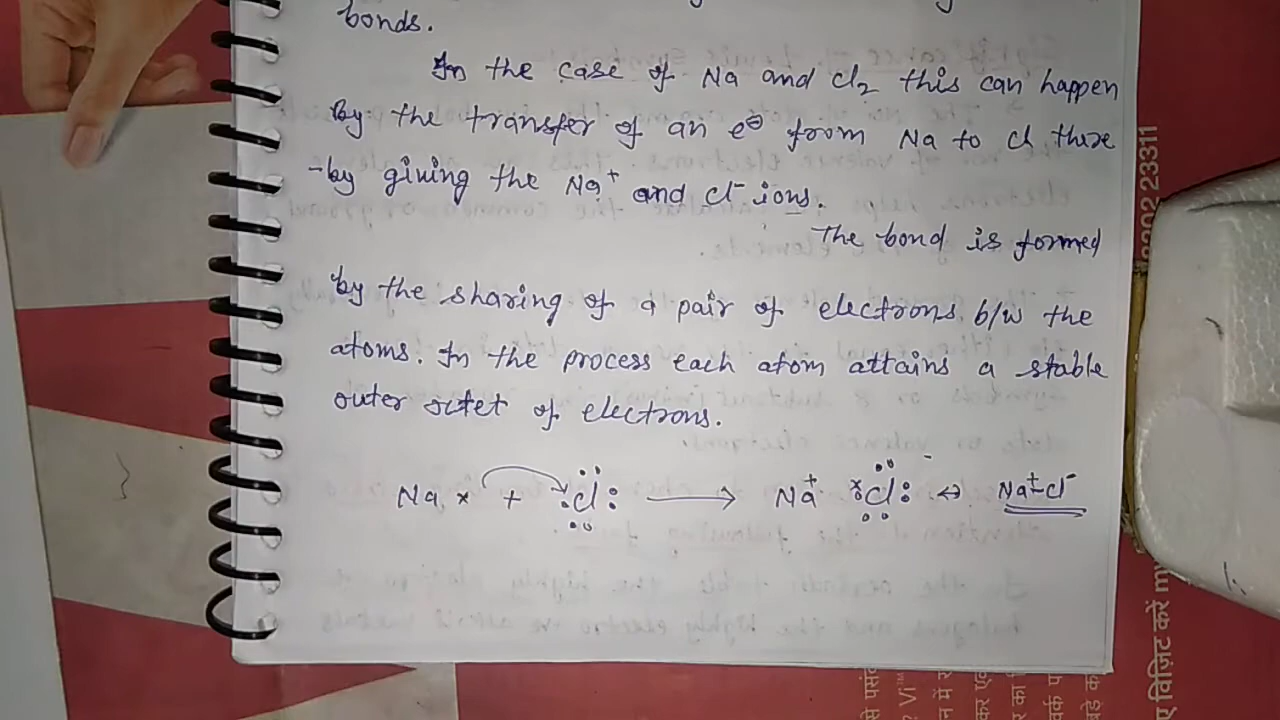 bonds.
In the case of Na and Cl₂ this can happen
by the transfer of an e⊖ from Na to Cl there
-by giving the Na⁺ and Cl⁻ ions.
The bond is formed
by the sharing of a pair of electrons b/w the
atoms. In the process each atom attains a stable
outer octet of electrons.
Na × + :Cl: → Na⁺ ×Cl:⁻ ⇔ Na⁺-Cl⁻
23311
ए विज़िट करें